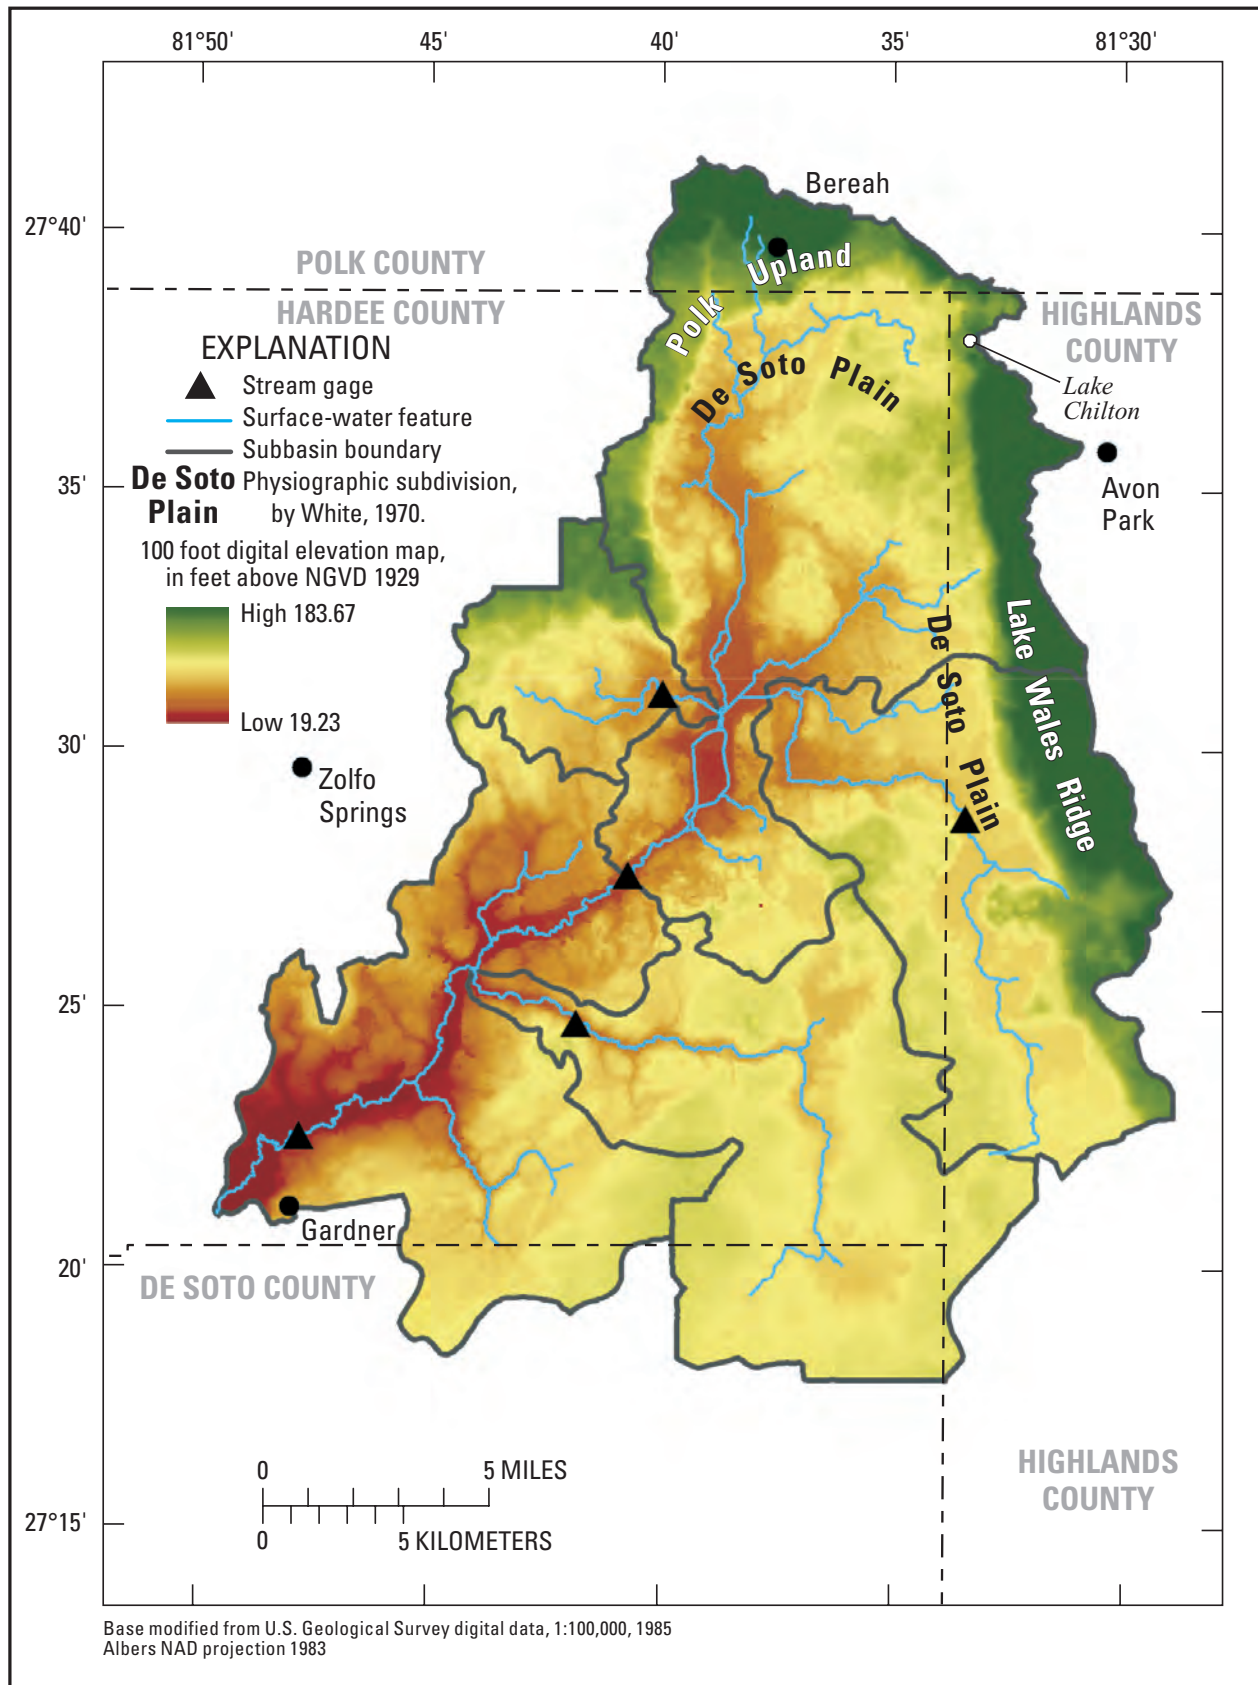 81°50'
45'
40'
35'
81°30'
27°40'
35'
30'
25'
20'
27°15'
Bereah
POLK COUNTY
HARDEE COUNTY
HIGHLANDS
COUNTY
Polk Upland
De Soto Plain
Lake
Chilton
Avon
Park
EXPLANATION
Stream gage
Surface-water feature
Subbasin boundary
De Soto
Plain
Physiographic subdivision,
by White, 1970.
100 foot digital elevation map,
in feet above NGVD 1929
High 183.67
Low 19.23
Lake Wales Ridge
De Soto Plain
Zolfo
Springs
Gardner
DE SOTO COUNTY
HIGHLANDS
COUNTY
0 5 MILES
0 5 KILOMETERS
Base modified from U.S. Geological Survey digital data, 1:100,000, 1985
Albers NAD projection 1983